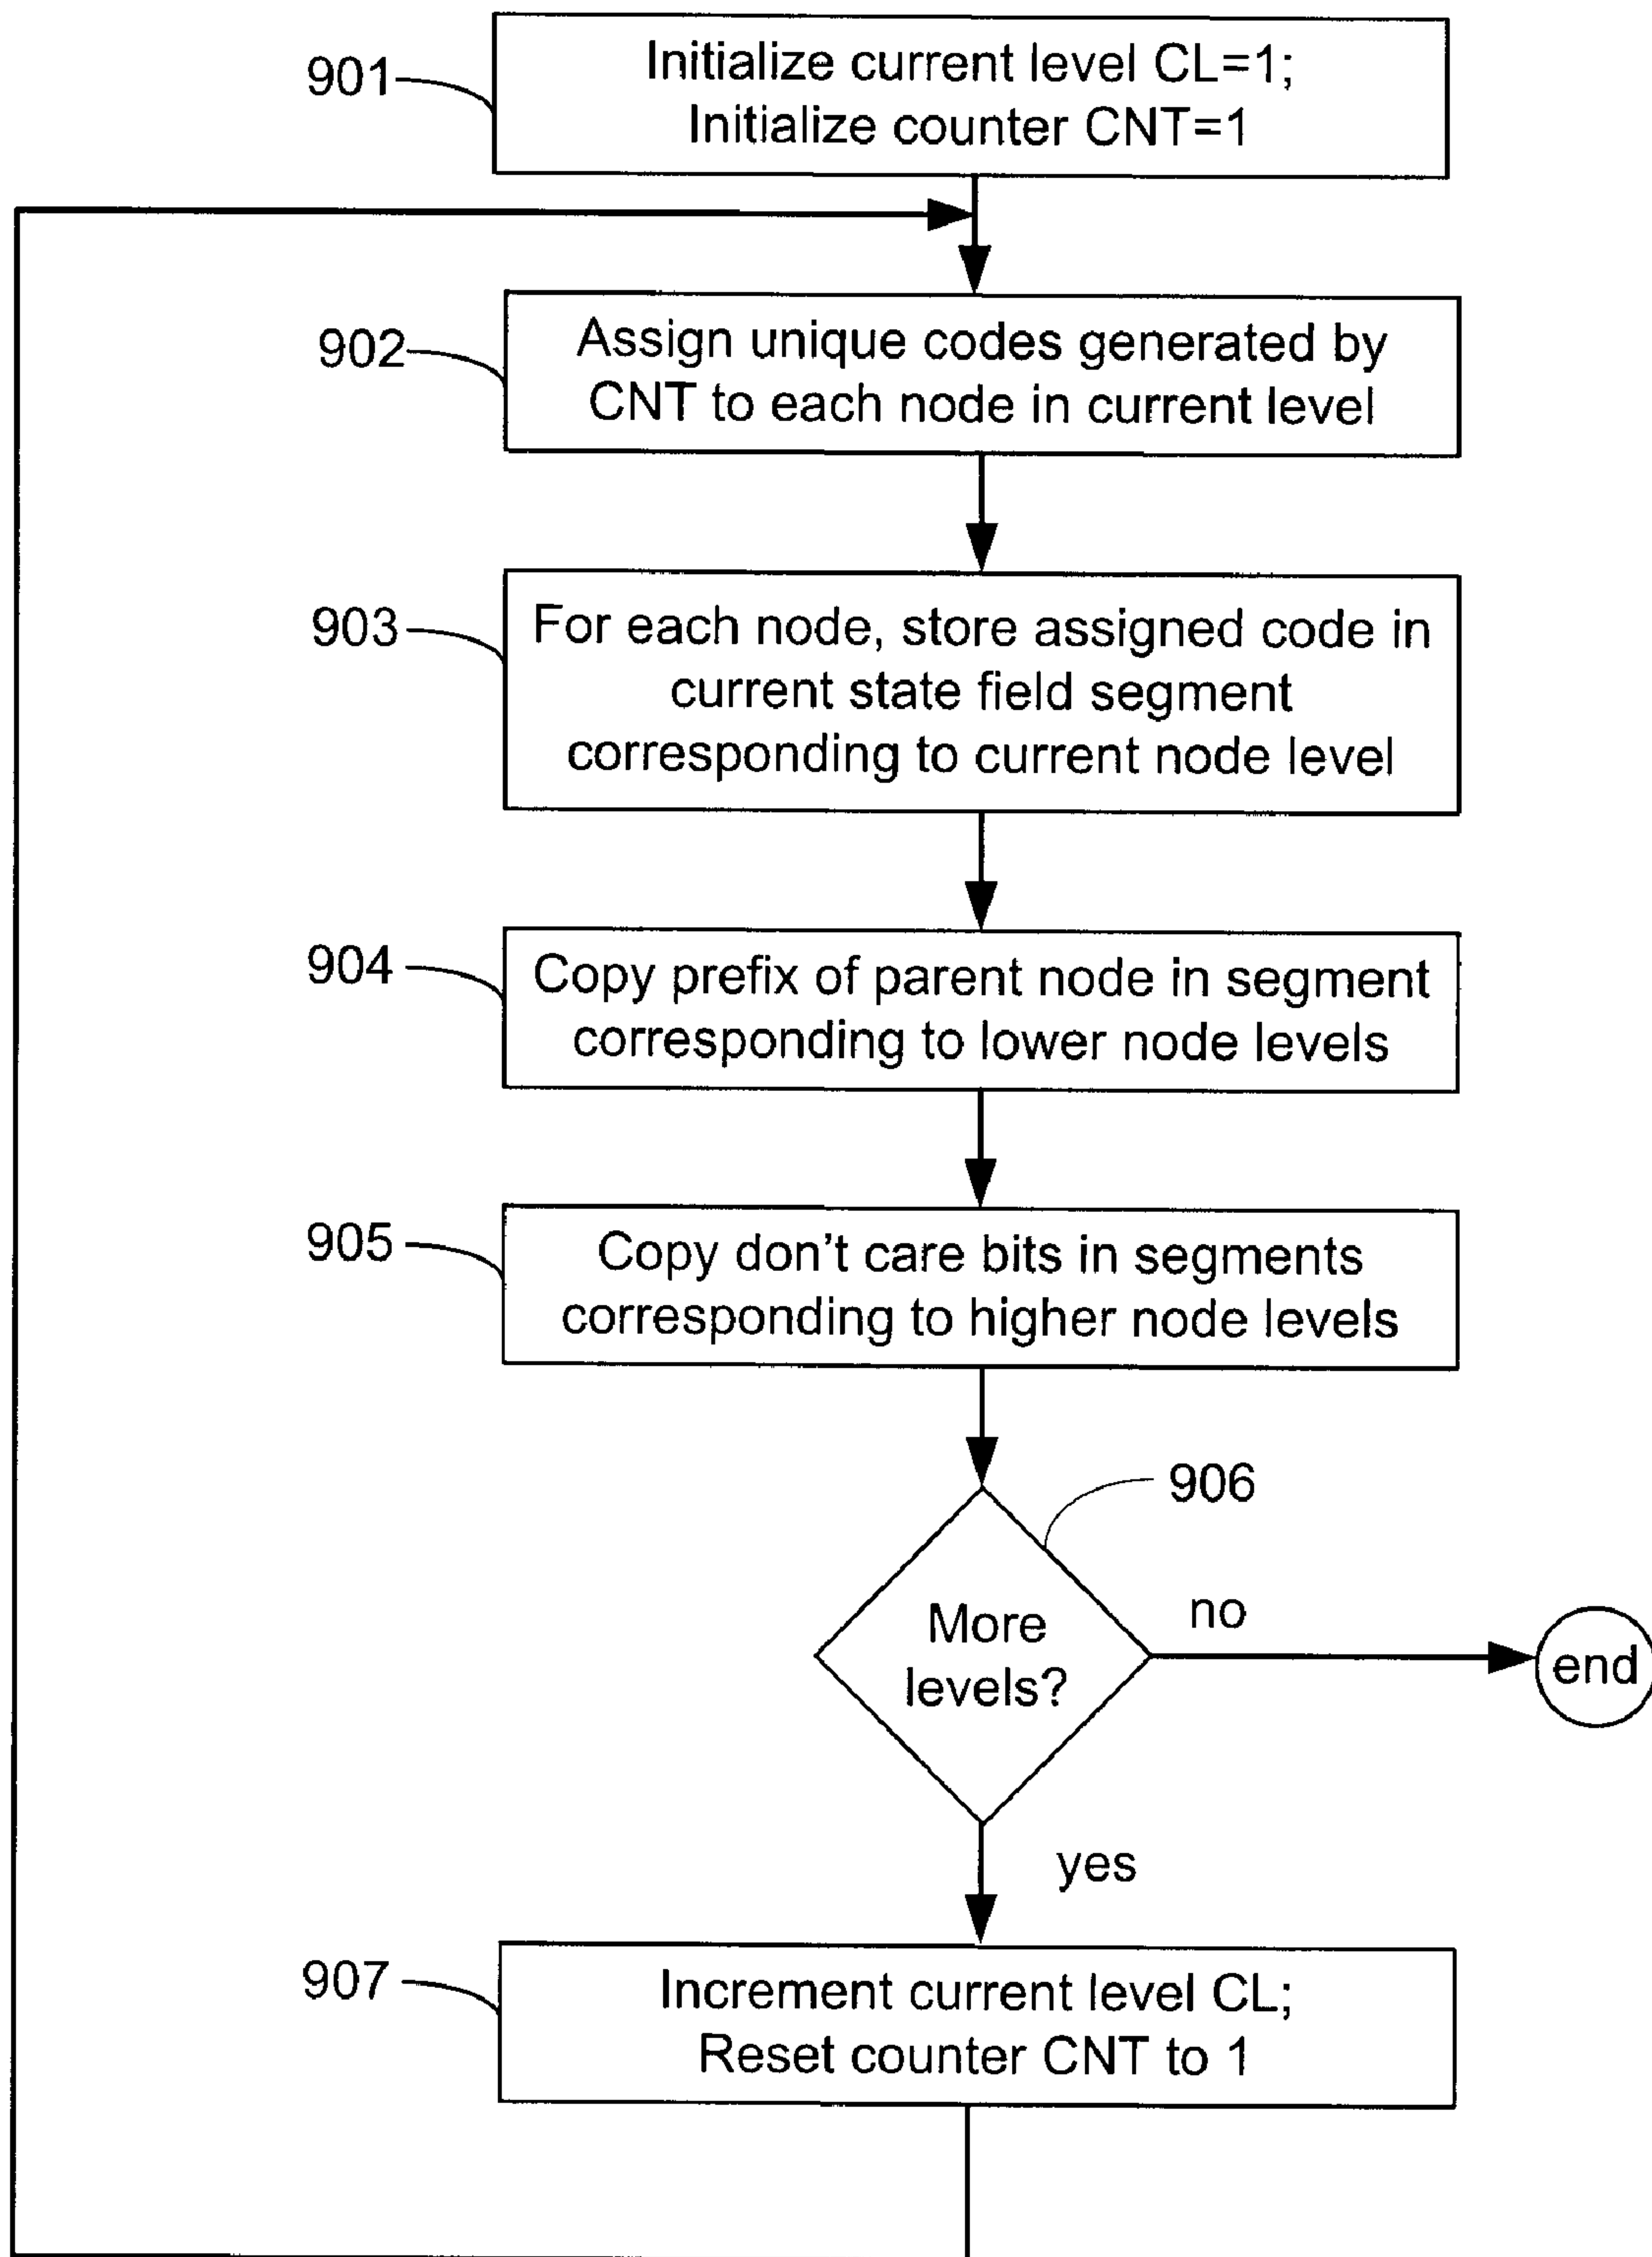 901
Initialize current level CL=1;
Initialize counter CNT=1
902
Assign unique codes generated by
CNT to each node in current level
903
For each node, store assigned code in
current state field segment
corresponding to current node level
904
Copy prefix of parent node in segment
corresponding to lower node levels
905
Copy don't care bits in segments
corresponding to higher node levels
906
More
levels?
no
end
yes
907
Increment current level CL;
Reset counter CNT to 1